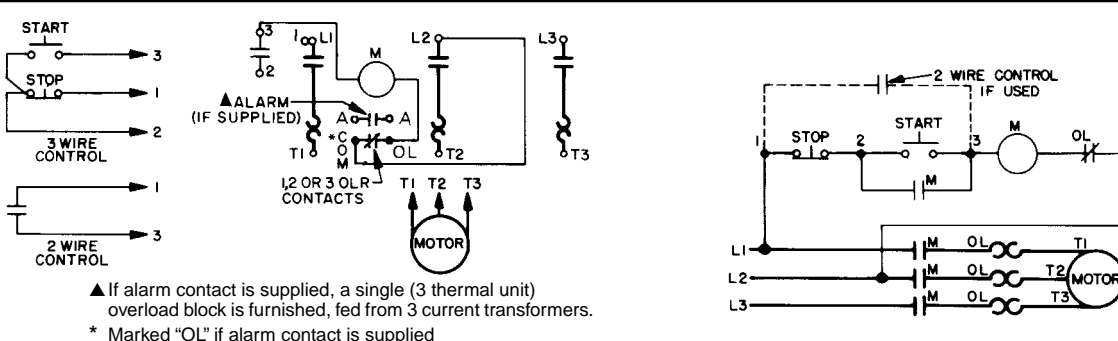 START
3
STOP
1
2
3 WIRE
CONTROL
1
3
2 WIRE
CONTROL
3
2
1 L1
M
L2
L3
▲ALARM
(IF SUPPLIED)
A A
* C
O
M
OL
T1
T2
T3
1,2 OR 3 OLR
CONTACTS
T1 T2 T3
MOTOR
▲ If alarm contact is supplied, a single (3 thermal unit)
overload block is furnished, fed from 3 current transformers.
* Marked "OL" if alarm contact is supplied
2 WIRE CONTROL
IF USED
1 STOP 2 START 3 M OL
M
L1 M OL T1
L2 M OL T2 MOTOR
L3 M OL T3